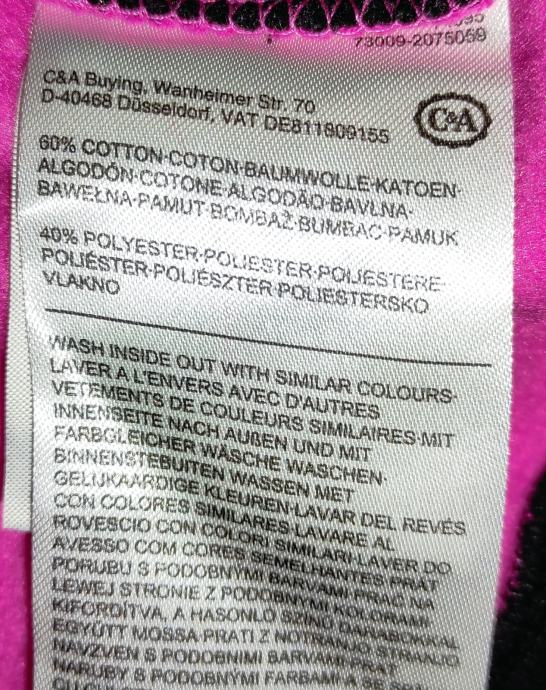 73009-2075059
C&A Buying, Wanheimer Str. 70
D-40468 Düsseldorf, VAT DE811809155
C&A
60% COTTON·COTON·BAUMWOLLE·KATOEN·
ALGODÓN·COTONE·ALGODÃO·BAVLNA·
BAWEŁNA·PAMUT·BOMBAŽ·BUMBAC·PAMUK
40% POLYESTER·POLIESTER·POLIESTERE·
POLIÉSTER·POLIÉSZTER·POLIESTERSKO
VLAKNO
WASH INSIDE OUT WITH SIMILAR COLOURS·
LAVER A L'ENVERS AVEC D'AUTRES
VETEMENTS DE COULEURS SIMILAIRES·MIT
INNENSEITE NACH AUßEN UND MIT
FARBGLEICHER WÄSCHE WASCHEN·
BINNENSTEBUITEN WASSEN MET
GELIJKAARDIGE KLEUREN·LAVAR DEL REVÉS
CON COLORES SIMILARES·LAVARE AL
ROVESCIO CON COLORI SIMILARI·LAVER DO
AVESSO COM CORES SEMELHANTES·PRÁT
PORUBU S PODOBNÝMI BARVAMI·PRAĆ NA
LEWEJ STRONIE Z PODOBNYMI KOLORAMI
KIFORDÍTVA, A HASONLÓ SZÍNŰ DARABOKKAL
EGYÜTT MOSSA·PRATI Z NOTRANJO STRANJO
NAVZVEN S PODOBNIMI BARVAMI·PRAT
NARUBY S PODOBNÝMI FARBAMI·A SE